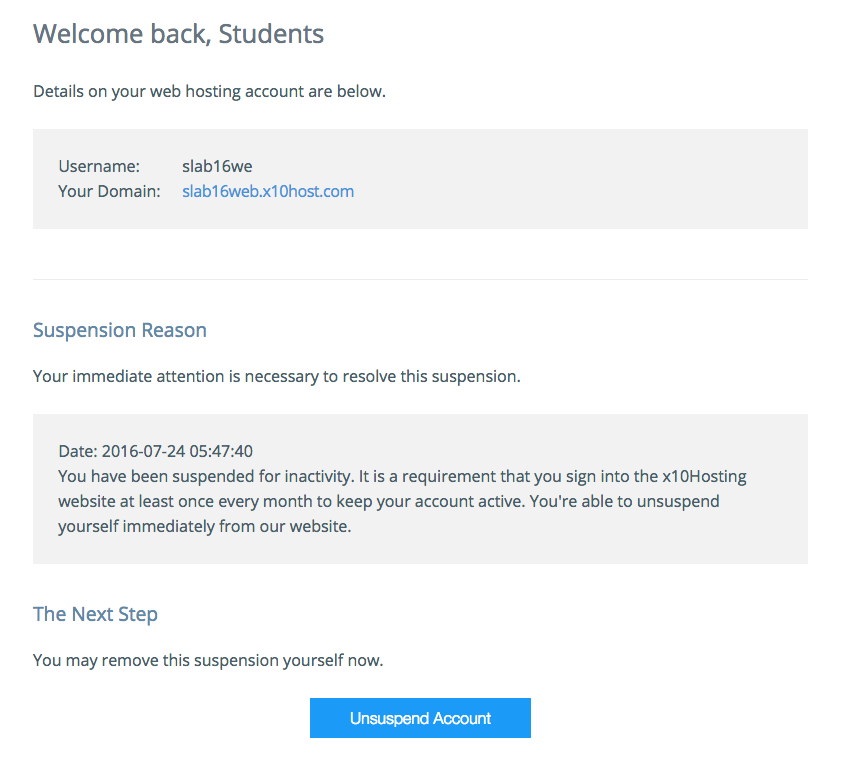 Welcome back, Students
Details on your web hosting account are below.
Username: slab16we
Your Domain: slab16web.x10host.com
Suspension Reason
Your immediate attention is necessary to resolve this suspension.
Date: 2016-07-24 05:47:40
You have been suspended for inactivity. It is a requirement that you sign into the x10Hosting
website at least once every month to keep your account active. You're able to unsuspend
yourself immediately from our website.
The Next Step
You may remove this suspension yourself now.
Unsuspend Account